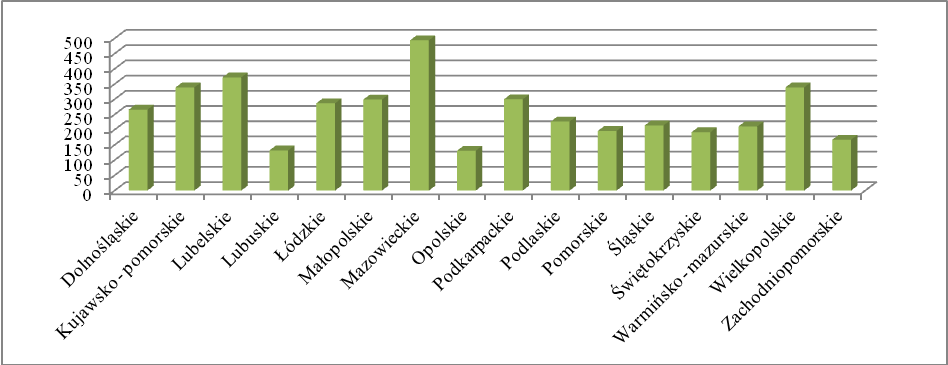 500
450
400
350
300
250
200
150
100
50
0
Dolnośląskie
Kujawsko - pomorskie
Lubelskie
Lubuskie
Łódzkie
Małopolskie
Mazowieckie
Opolskie
Podkarpackie
Podlaskie
Pomorskie
Śląskie
Świętokrzyskie
Warmińsko - mazurskie
Wielkopolskie
Zachodniopomorskie